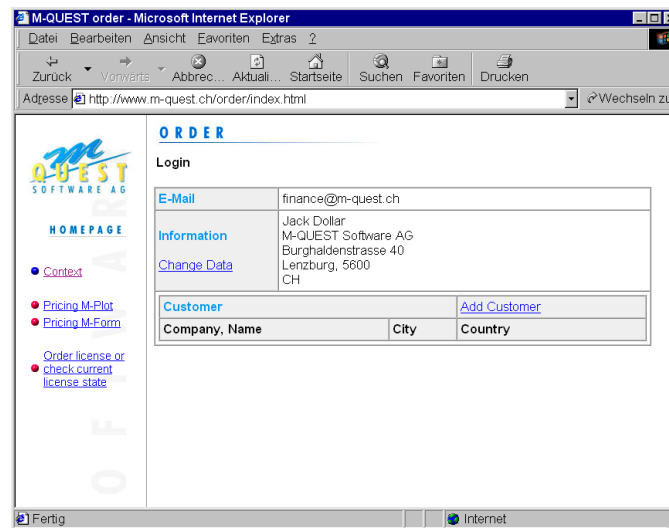 M-QUEST order - Microsoft Internet Explorer
Datei Bearbeiten Ansicht Favoriten Extras ?
Zurück Vorwärts Abbrec... Aktuali... Startseite Suchen Favoriten Drucken
Adresse http://www.m-quest.ch/order/index.html Wechseln zu
ORDER
m
QUEST
SOFTWARE AG
HOMEPAGE
Context
Pricing M-Plot
Pricing M-Form
Order license or
check current
license state
Login
E-Mail finance@m-quest.ch
Information
Change Data
Jack Dollar
M-QUEST Software AG
Burghaldenstrasse 40
Lenzburg, 5600
CH
Customer Add Customer
Company, Name City Country
Fertig Internet